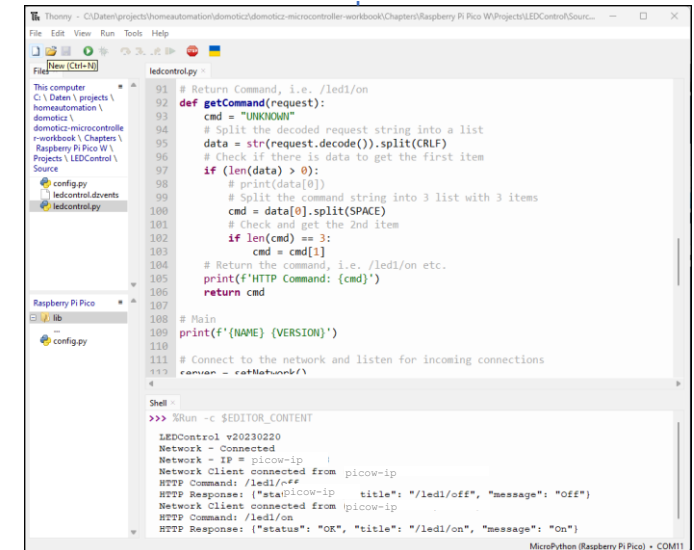 Thonny - C:\Daten\projects\homeautomation\domoticz\domoticz-microcontroller-workbook\Chapters\Raspberry Pi Pico W\Projects\LEDControl\Sourc...
File Edit View Run Tools Help
New (Ctrl+N)
Files
This computer
C: \ Daten \ projects \
homeautomation \
domoticz \
domoticz-microcontrolle
r-workbook \ Chapters \
Raspberry Pi Pico W \
Projects \ LEDControl \
Source
config.py
ledcontrol.dzvents
ledcontrol.py
Raspberry Pi Pico
lib
...
config.py
ledcontrol.py
91 # Return Command, i.e. /led1/on
92 def getCommand(request):
93     cmd = "UNKNOWN"
94     # Split the decoded request string into a list
95     data = str(request.decode()).split(CRLF)
96     # Check if there is data to get the first item
97     if (len(data) > 0):
98         # print(data[0])
99         # Split the command string into 3 list with 3 items
100         cmd = data[0].split(SPACE)
101         # Check and get the 2nd item
102         if len(cmd) == 3:
103             cmd = cmd[1]
104     # Return the command, i.e. /led1/on etc.
105     print(f'HTTP Command: {cmd}')
106     return cmd
107
108 # Main
109 print(f'{NAME} {VERSION}')
110
111 # Connect to the network and listen for incoming connections
112 server = setNetwork()
Shell
>>> %Run -c $EDITOR_CONTENT
LEDControl v20230220
Network - Connected
Network - IP = picow-ip
Network Client connected from picow-ip
HTTP Command: /led1/off
HTTP Response: {"sta picow-ip title": "/led1/off", "message": "Off"}
Network Client connected from picow-ip
HTTP Command: /led1/on
HTTP Response: {"status": "OK", "title": "/led1/on", "message": "On"}
MicroPython (Raspberry Pi Pico) • COM11